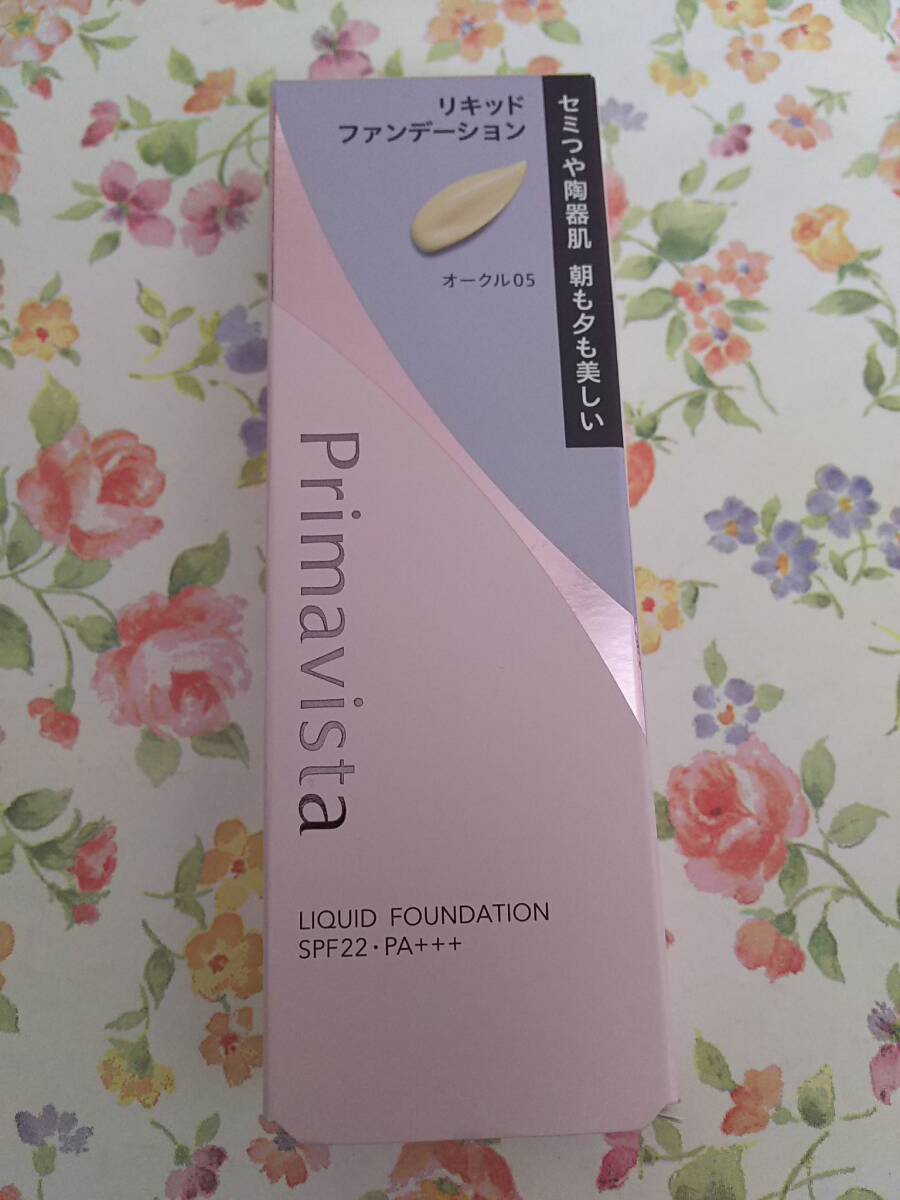 リキッド
ファンデーション
オークル05
セミつや陶器肌 朝も夕も美しい
Primavista
LIQUID FOUNDATION
SPF22・PA+++